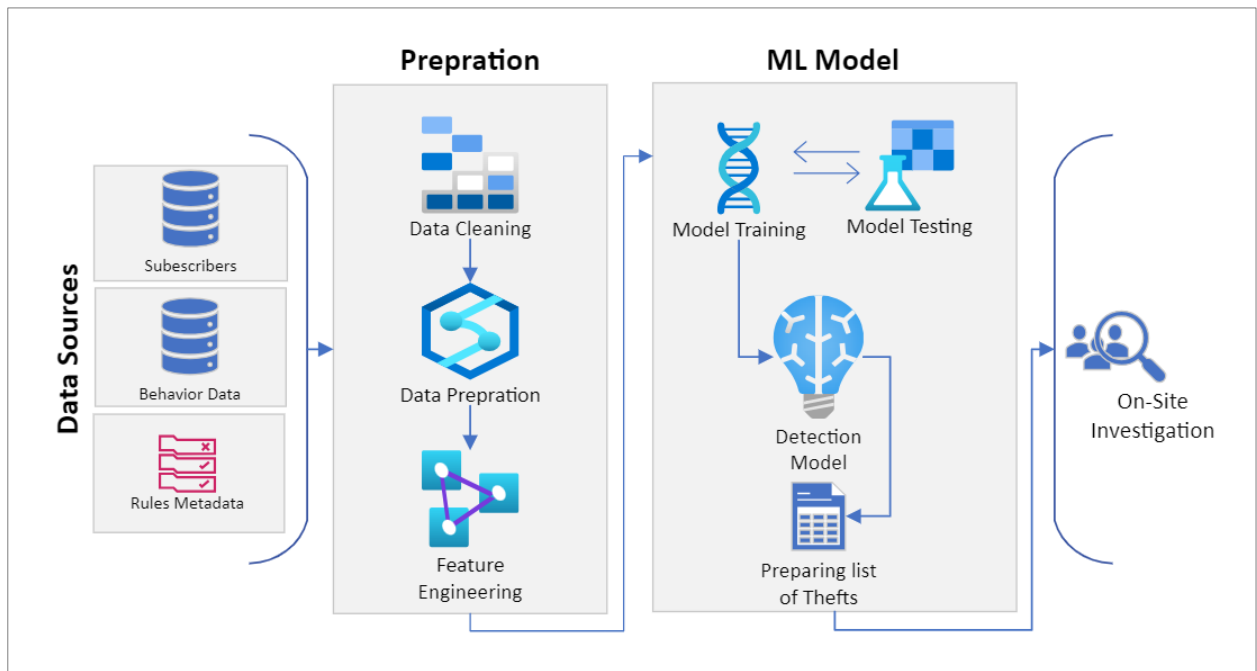 Prepration
ML Model
Data Sources
Subescribers
Behavior Data
Rules Metadata
Data Cleaning
Data Prepration
Feature
Engineering
Model Training
Model Testing
Detection
Model
Preparing list
of Thefts
On-Site
Investigation